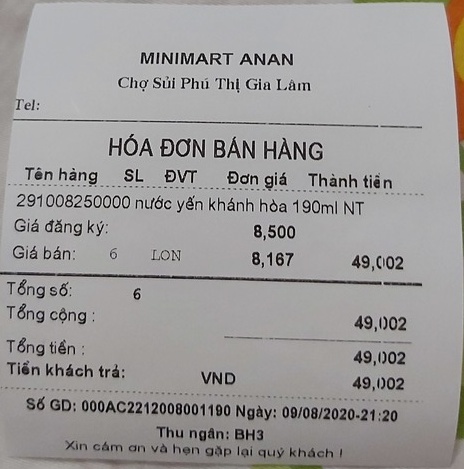 MINIMART ANAN
Chợ Sủi Phú Thị Gia Lâm
Tel:
HÓA ĐƠN BÁN HÀNG
Tên hàng SL ĐVT Đơn giá Thành tiền
291008250000 nước yến khánh hòa 190ml NT
Giá đăng ký: 8,500
Giá bán: 6 LON 8,167 49,002
Tổng số: 6
Tổng cộng : 49,002
Tổng tiền : 49,002
Tiền khách trả: VND 49,002
Số GD: 000AC2212008001190 Ngày: 09/08/2020-21:20
Thu ngân: BH3
Xin cám ơn và hẹn gặp lại quý khách !